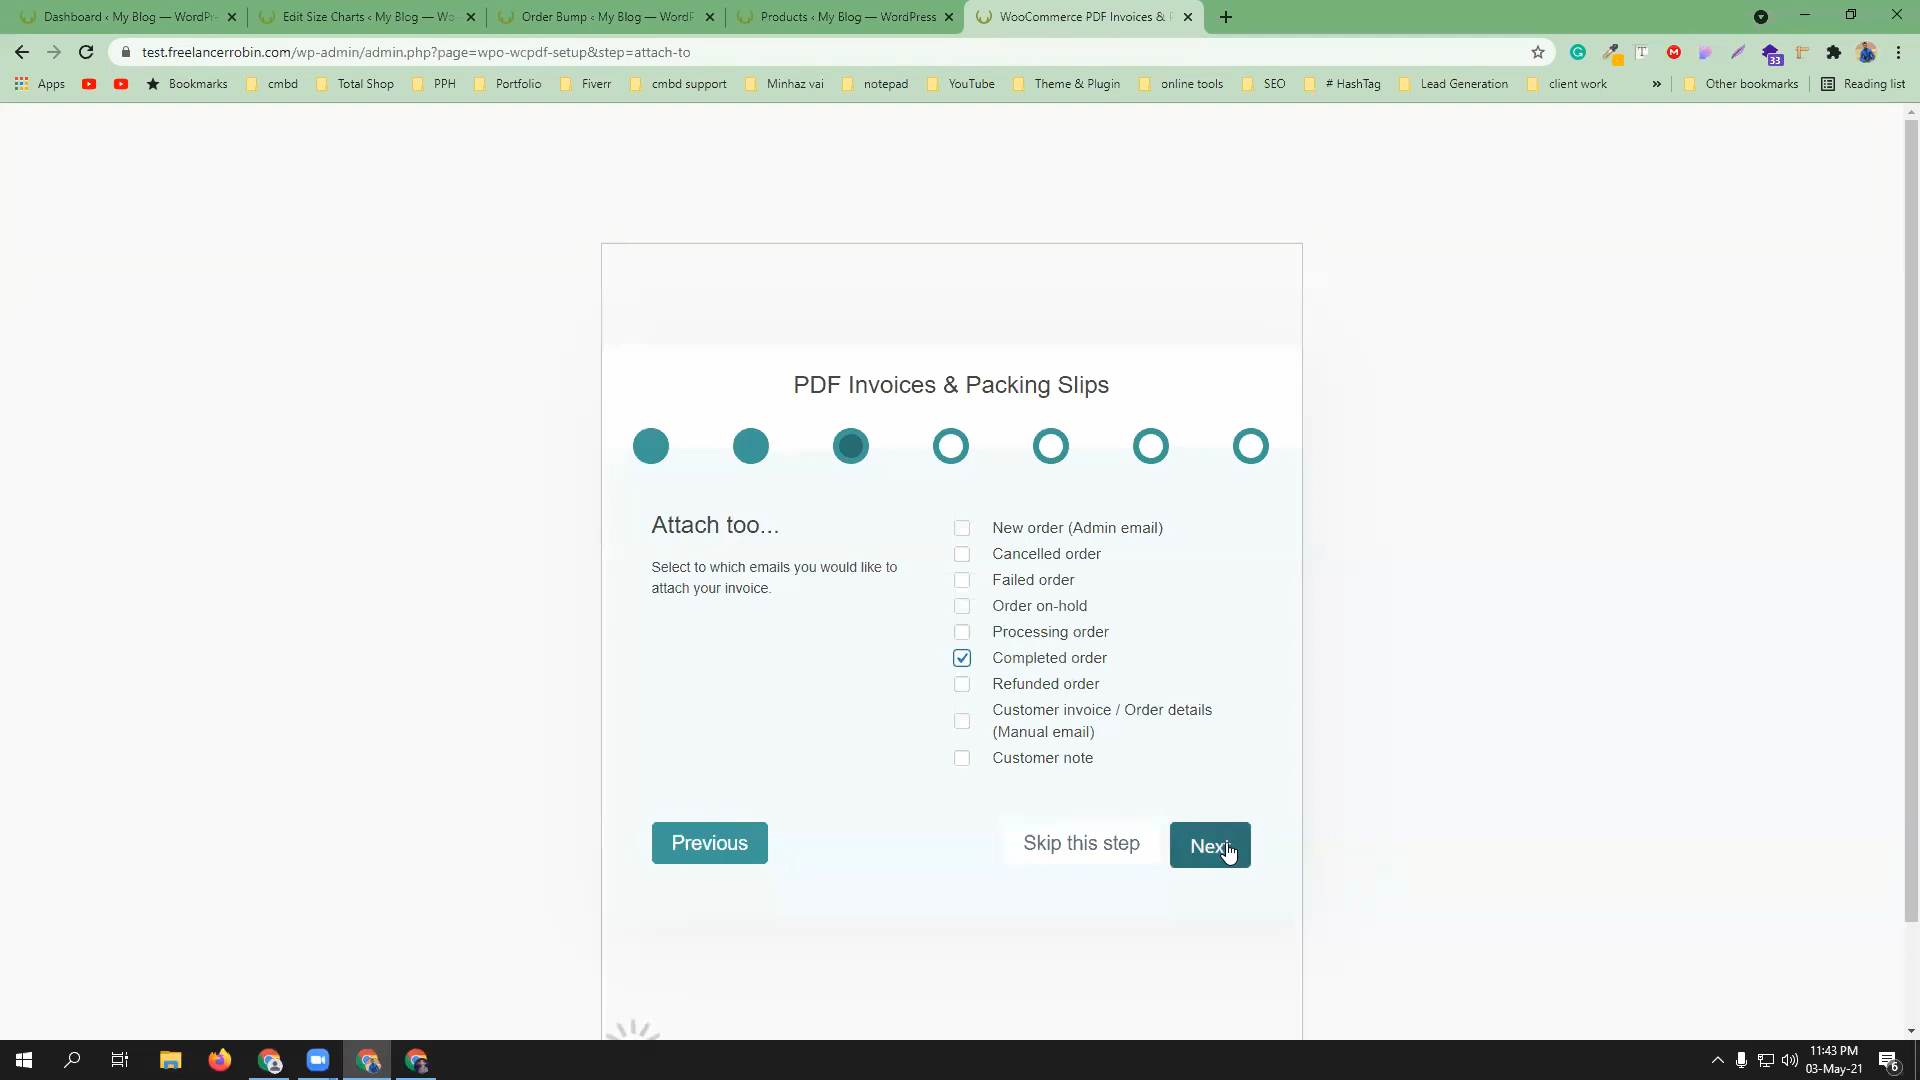 Dashboard ‹ My Blog — WordPr
Edit Size Charts ‹ My Blog — Wo
Order Bump ‹ My Blog — WordP
Products ‹ My Blog — WordPress
WooCommerce PDF Invoices & P
test.freelancerrobin.com/wp-admin/admin.php?page=wpo-wcpdf-setup&step=attach-to
33
Apps
Bookmarks
cmbd
Total Shop
PPH
Portfolio
Fiverr
cmbd support
Minhaz vai
notepad
YouTube
Theme & Plugin
online tools
SEO
# HashTag
Lead Generation
client work
»
Other bookmarks
Reading list
PDF Invoices & Packing Slips
Attach too...
Select to which emails you would like to
attach your invoice.
New order (Admin email)
Cancelled order
Failed order
Order on-hold
Processing order
Completed order
Refunded order
Customer invoice / Order details
(Manual email)
Customer note
Previous
Skip this step
Next
11:43 PM
03-May-21
6